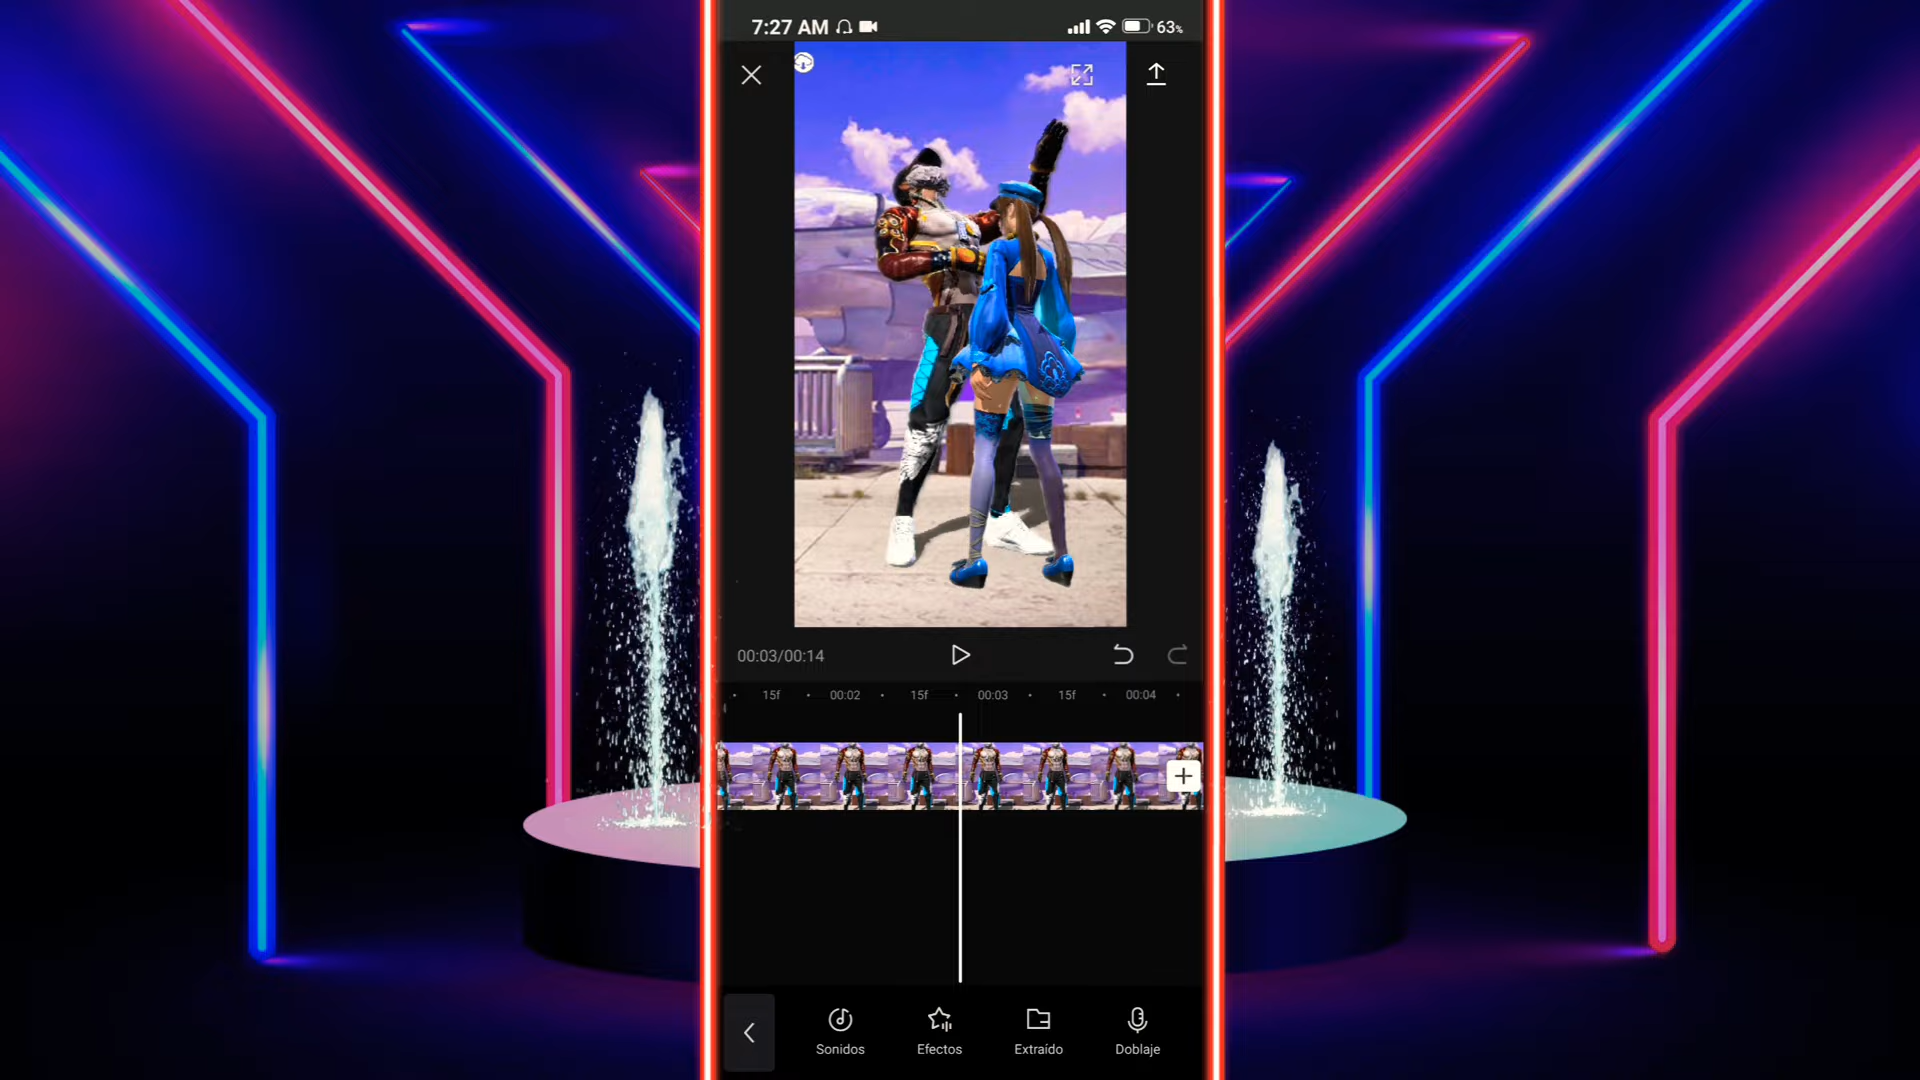 7:27 AM 63%
00:03/00:14
15f 00:02 15f 00:03 15f 00:04
Sonidos Efectos Extraído Doblaje